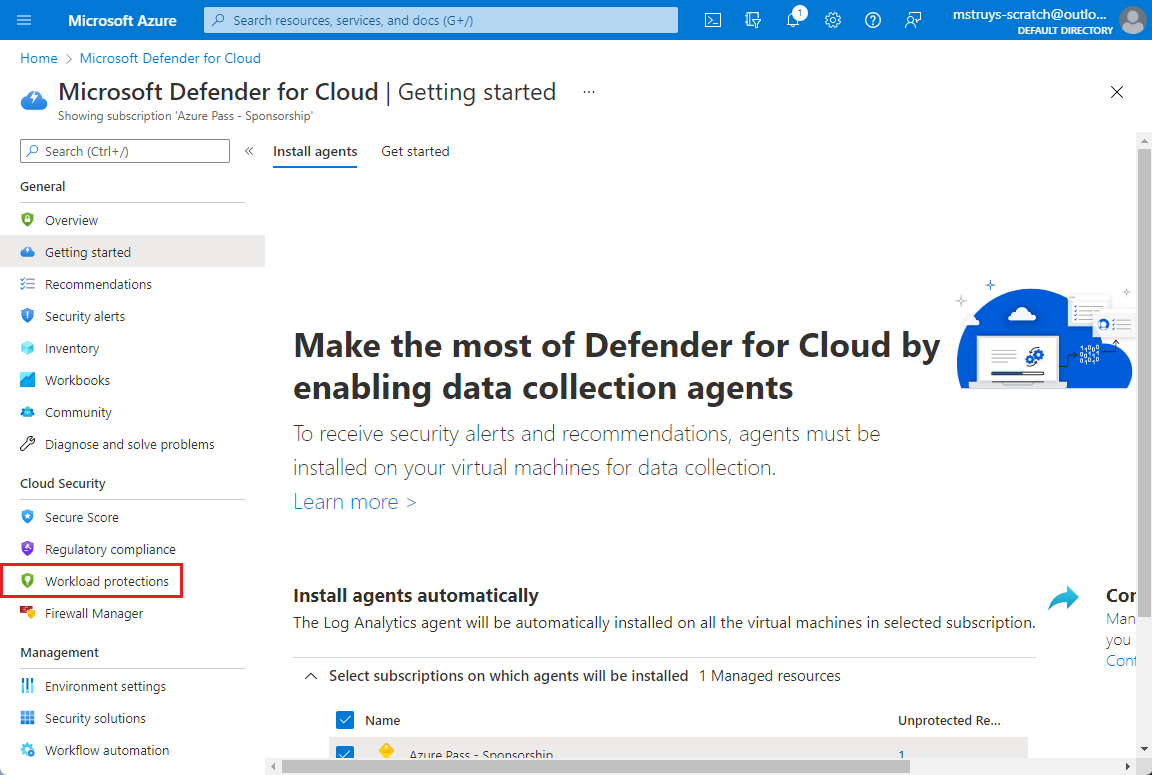 Microsoft Azure
Search resources, services, and docs (G+/)
1
mstruys-scratch@outlo...
DEFAULT DIRECTORY
Home > Microsoft Defender for Cloud
Microsoft Defender for Cloud | Getting started ...
Showing subscription 'Azure Pass - Sponsorship'
Search (Ctrl+/)
«
Install agents
Get started
General
Overview
Getting started
Recommendations
Security alerts
Inventory
Workbooks
Community
Diagnose and solve problems
Cloud Security
Secure Score
Regulatory compliance
Workload protections
Firewall Manager
Management
Environment settings
Security solutions
Workflow automation
Make the most of Defender for Cloud by
enabling data collection agents
To receive security alerts and recommendations, agents must be
installed on your virtual machines for data collection.
Learn more >
Install agents automatically
The Log Analytics agent will be automatically installed on all the virtual machines in selected subscription.
Select subscriptions on which agents will be installed 1 Managed resources
Name
Unprotected Re...
Azure Pass - Sponsorship
1
Man
you